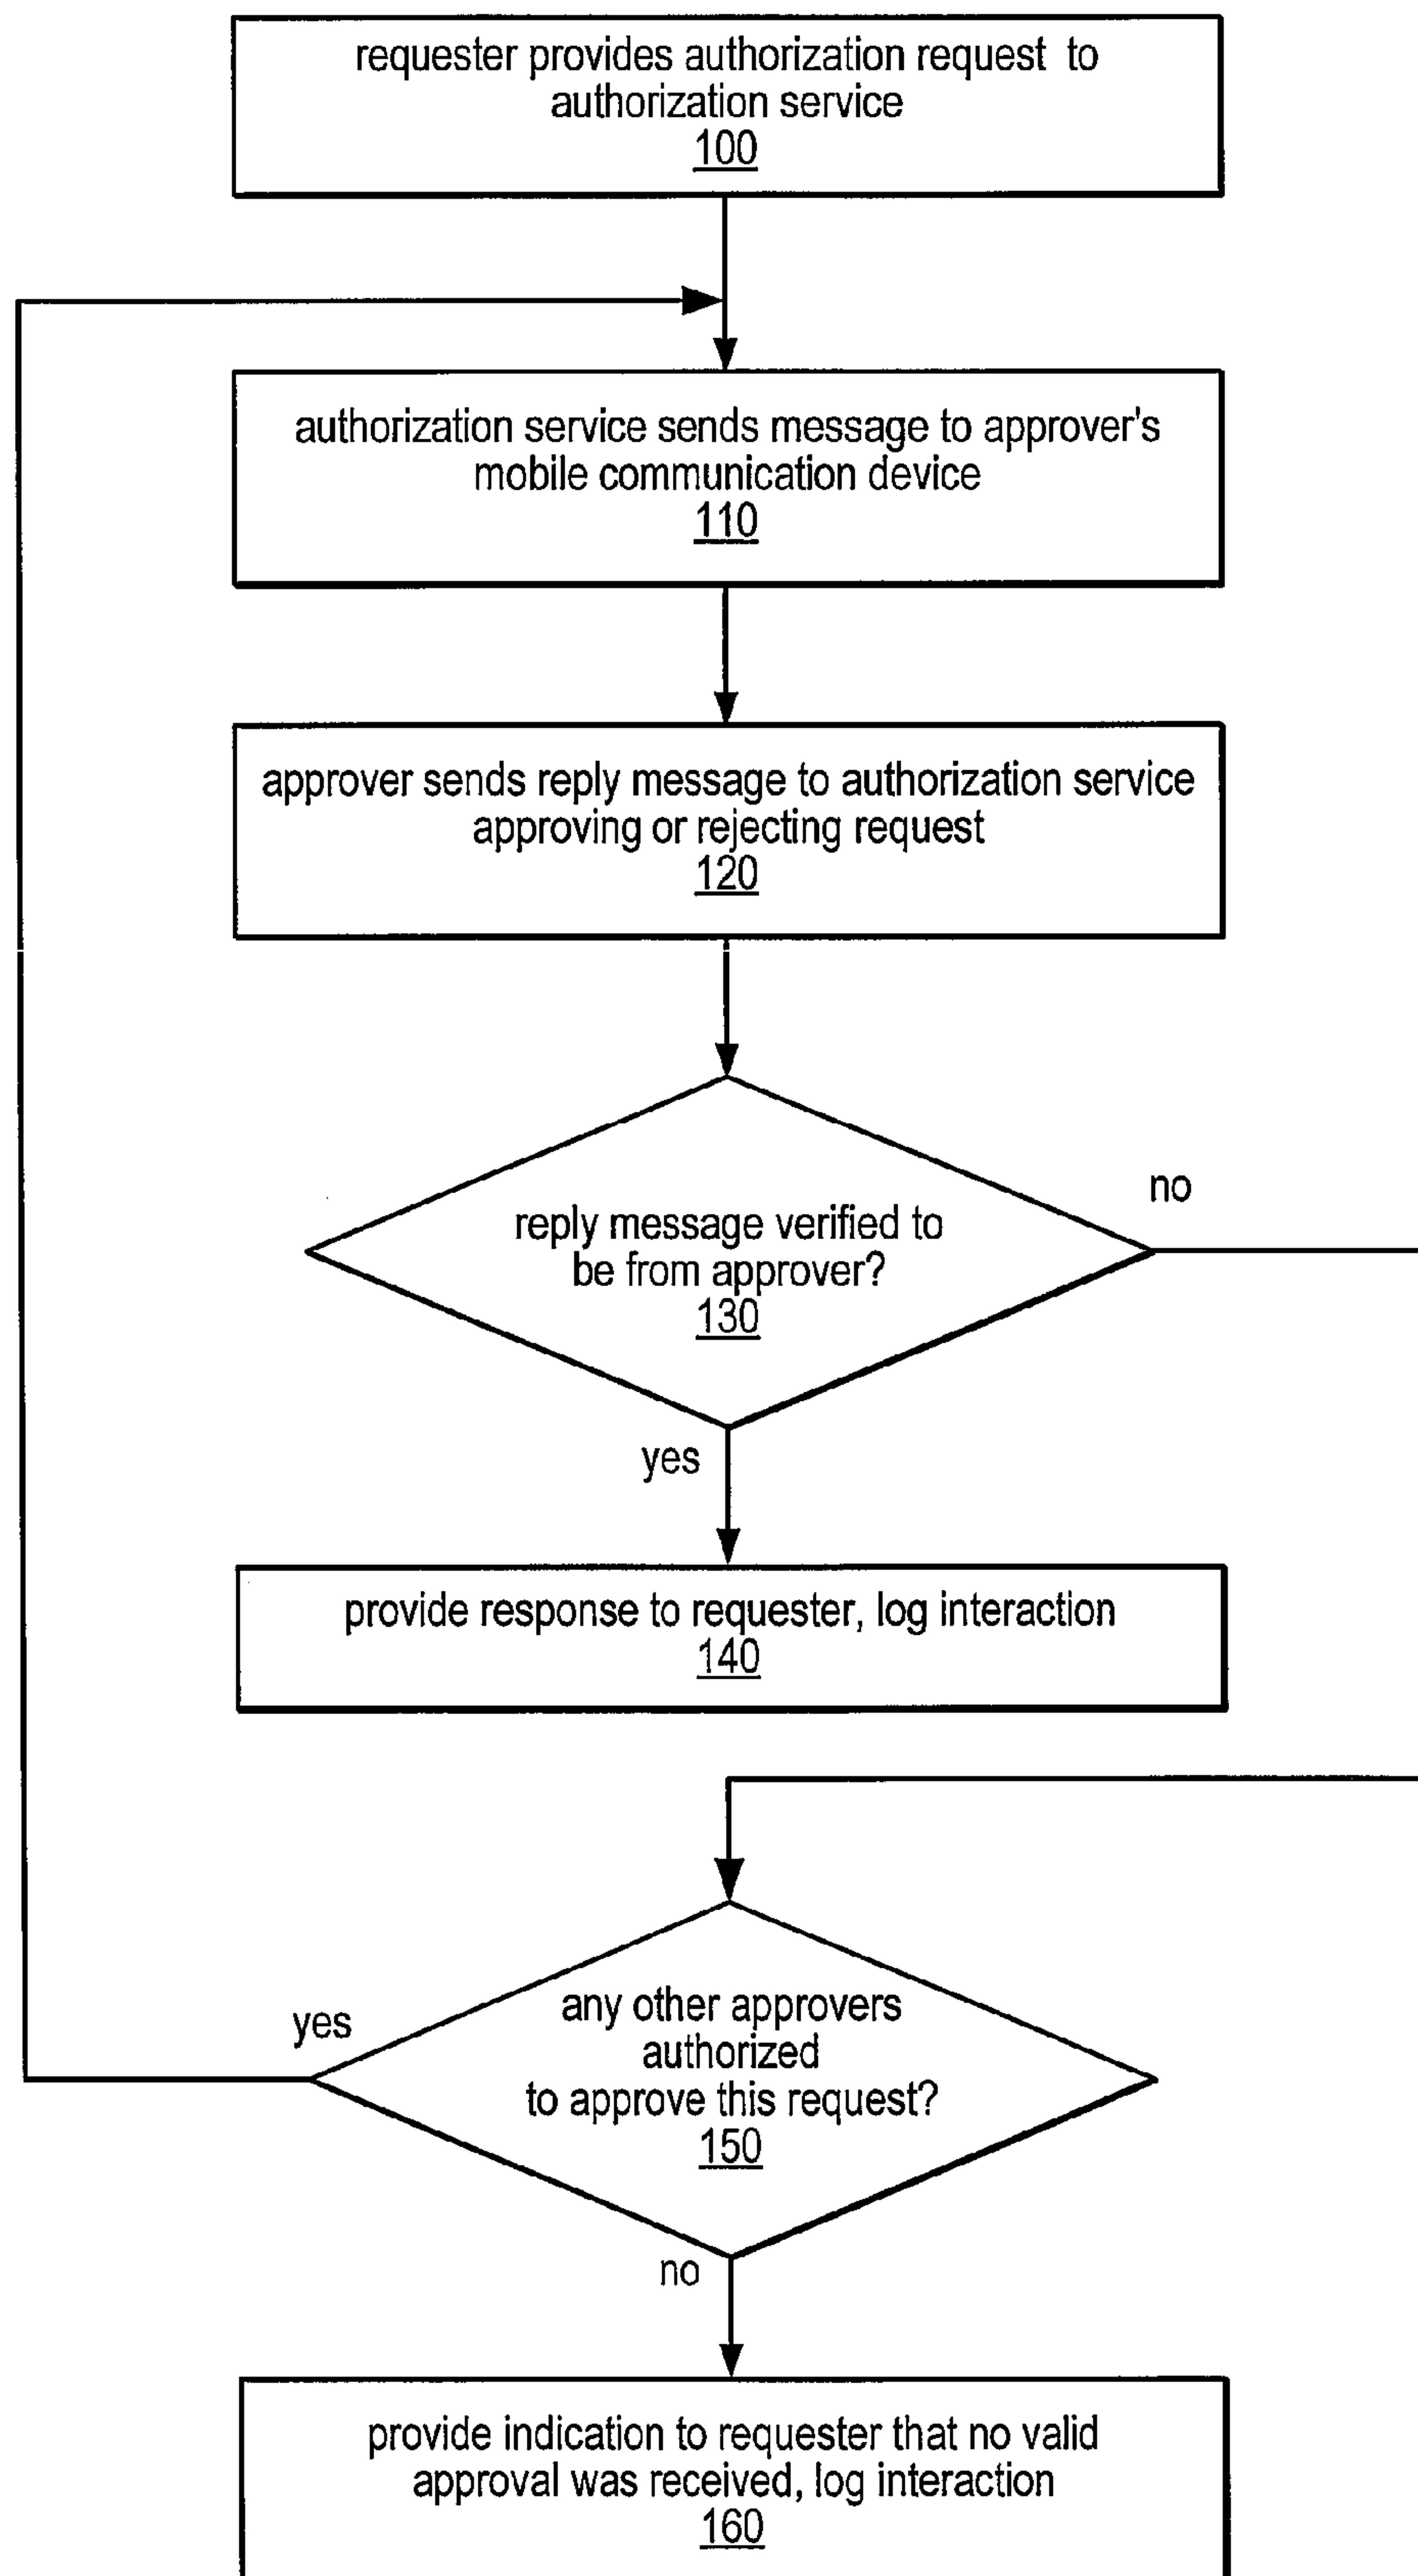 requester provides authorization request to
authorization service
100
authorization service sends message to approver's
mobile communication device
110
approver sends reply message to authorization service
approving or rejecting request
120
no
reply message verified to
be from approver?
130
yes
provide response to requester, log interaction
140
any other approvers
yes
authorized
to approve this request?
150
no
provide indication to requester that no valid
approval was received, log interaction
160